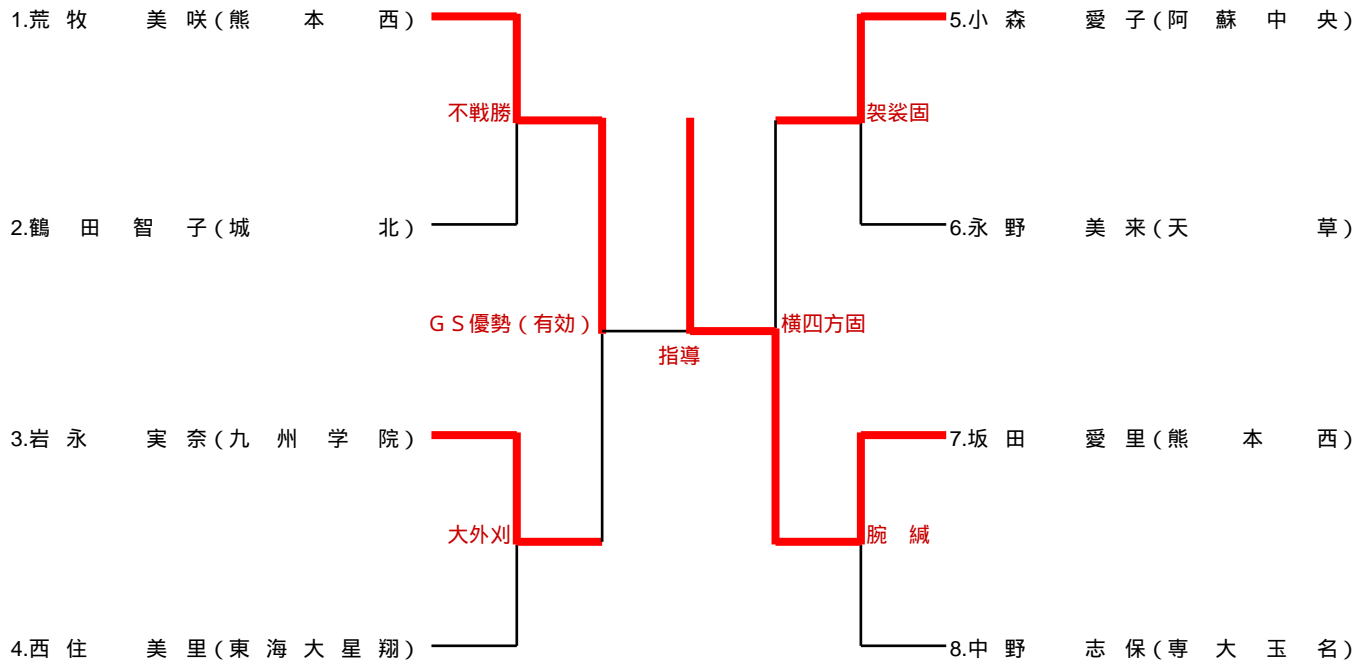 1.荒牧 美咲(熊本西)
5.小森 愛子(阿蘇中央)
不戦勝
袈裟固
2.鶴田智子(城北)
6.永野 美来(天草)
GS優勢(有効)
横四方固
指導
3.岩永 実奈(九州学院)
7.坂田 愛里(熊本西)
大外刈
腕緘
4.西住 美里(東海大星翔)
8.中野 志保(専大玉名)